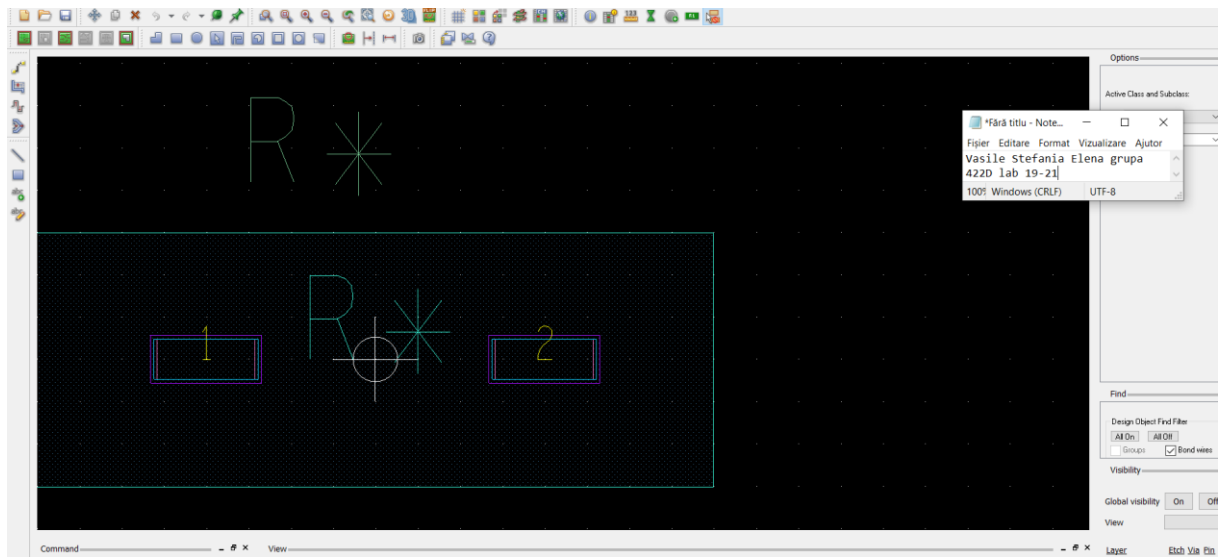 Options
Active Class and Subclass:
*Fără titlu - Note...
Fișier Editare Format Vizualizare Ajutor
Vasile Stefania Elena grupa
422D lab 19-21
100% Windows (CRLF) UTF-8
R*
R*
1
2
Find
Design Object Find Filter
All On All Off
Groups Bond wires
Visibility
Global visibility On Off
View
Layer Etch Via Pin
Command
View